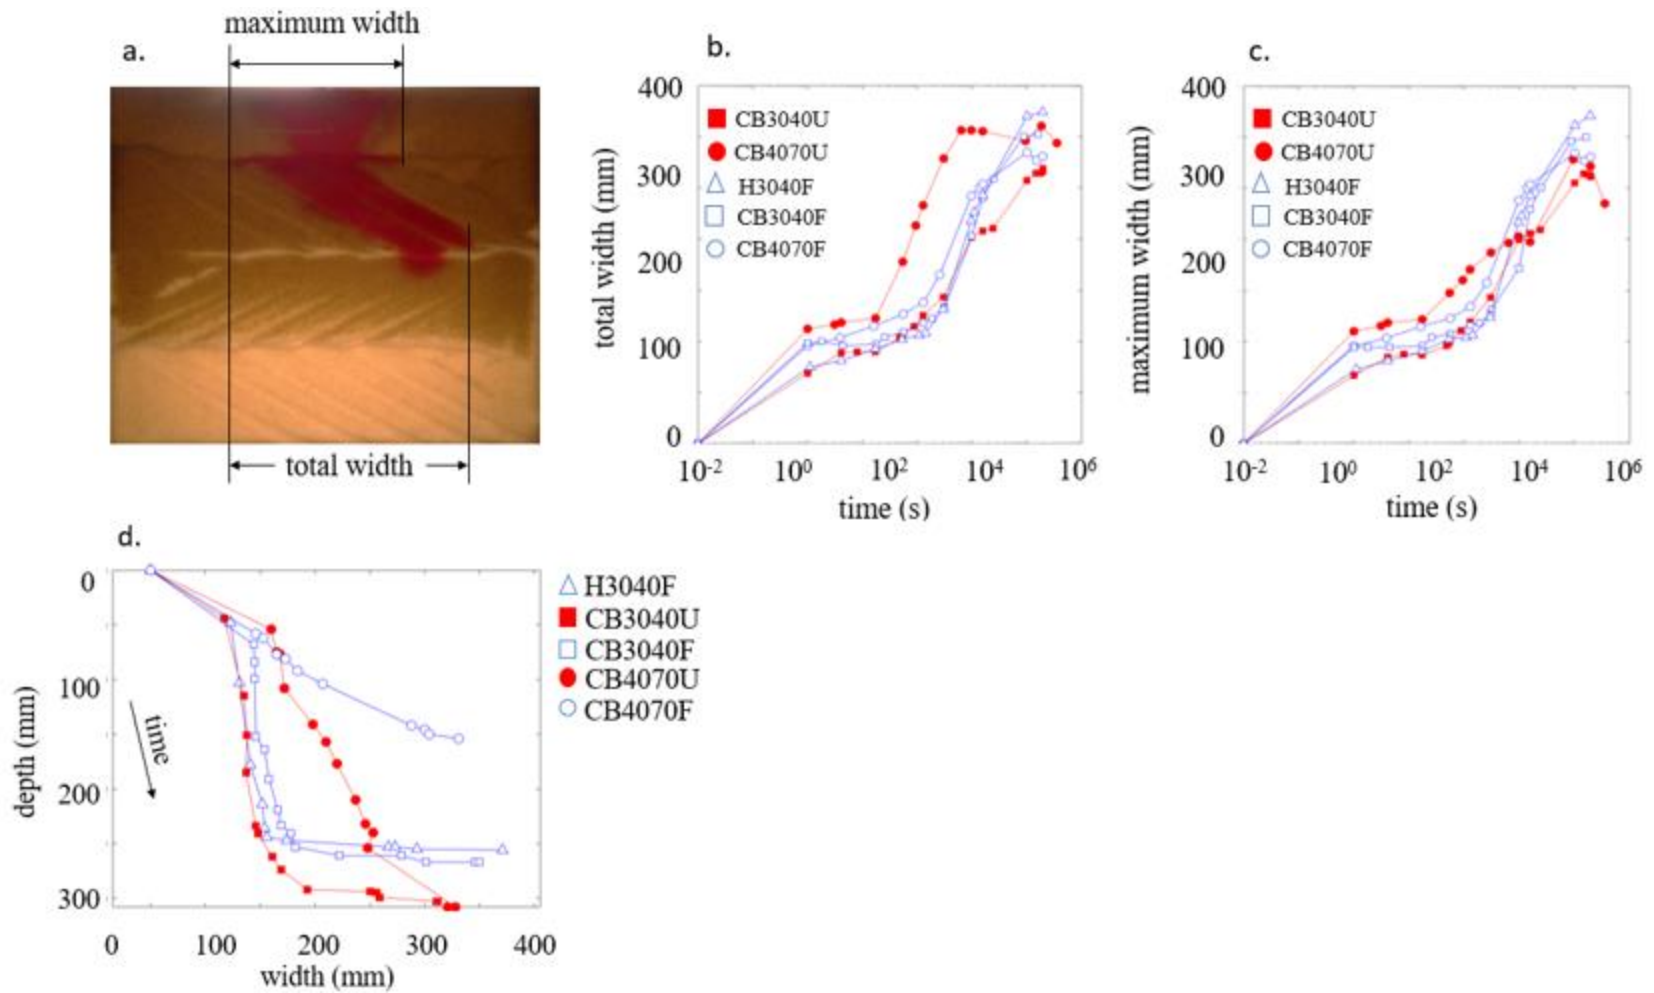 maximum width
a.
total width
b.
400
300
200
100
0
total width (mm)
CB3040U
CB4070U
H3040F
CB3040F
CB4070F
10-2 100 102 104 106
time (s)
c.
400
300
200
100
0
maximum width (mm)
CB3040U
CB4070U
H3040F
CB3040F
CB4070F
10-2 100 102 104 106
time (s)
d.
0
100
200
300
depth (mm)
time
0 100 200 300 400
width (mm)
H3040F
CB3040U
CB3040F
CB4070U
CB4070F